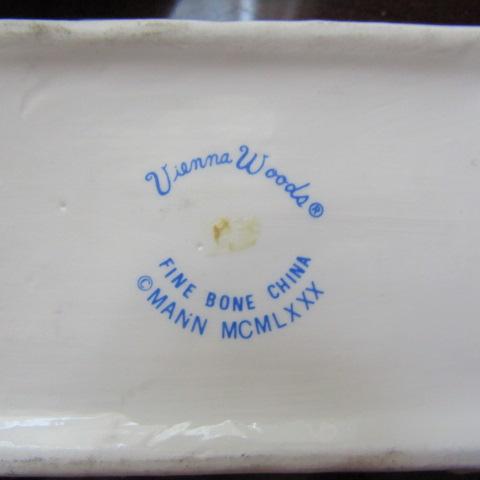 Vienna Woods®
FINE BONE CHINA
©MANN MCMLXXX